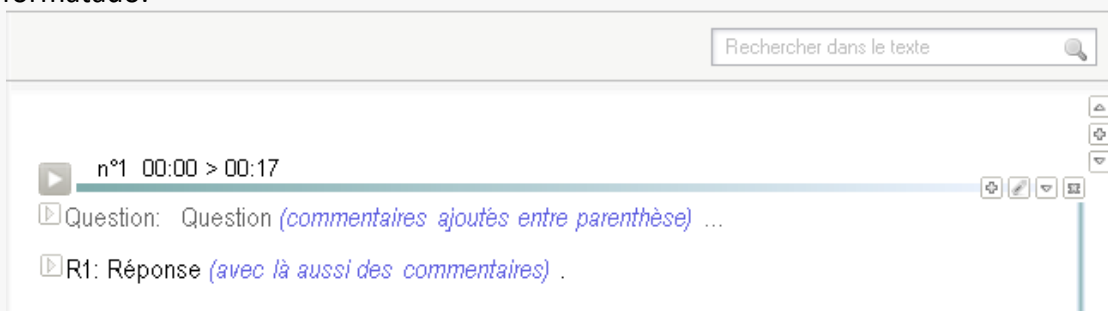 formatado.
Rechercher dans le texte
n°1 00:00 > 00:17
Question: Question (commentaires ajoutés entre parenthèse) ...
R1: Réponse (avec là aussi des commentaires) .